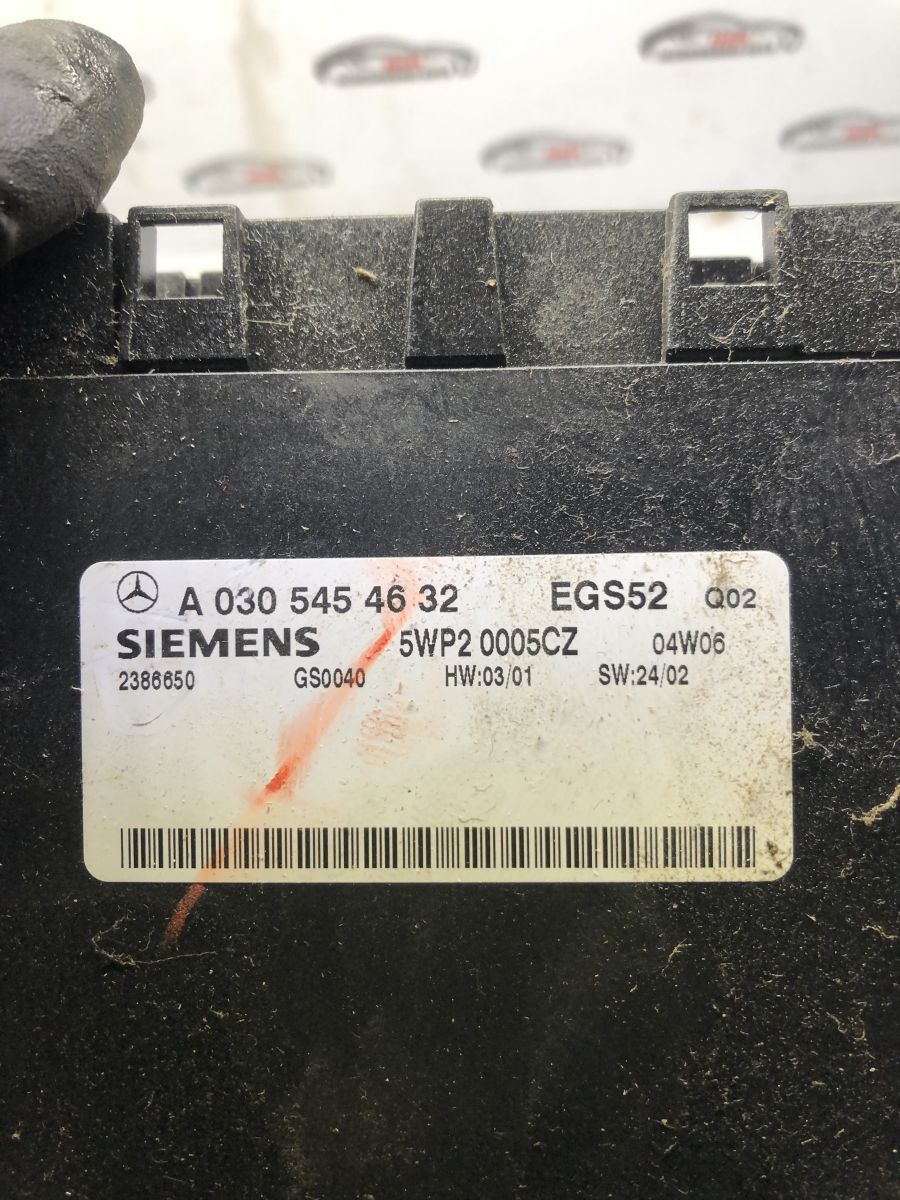 A 030 545 46 32 EGS52 Q02
SIEMENS 5WP2 0005CZ 04W06
2386650 GS0040 HW:03/01 SW:24/02